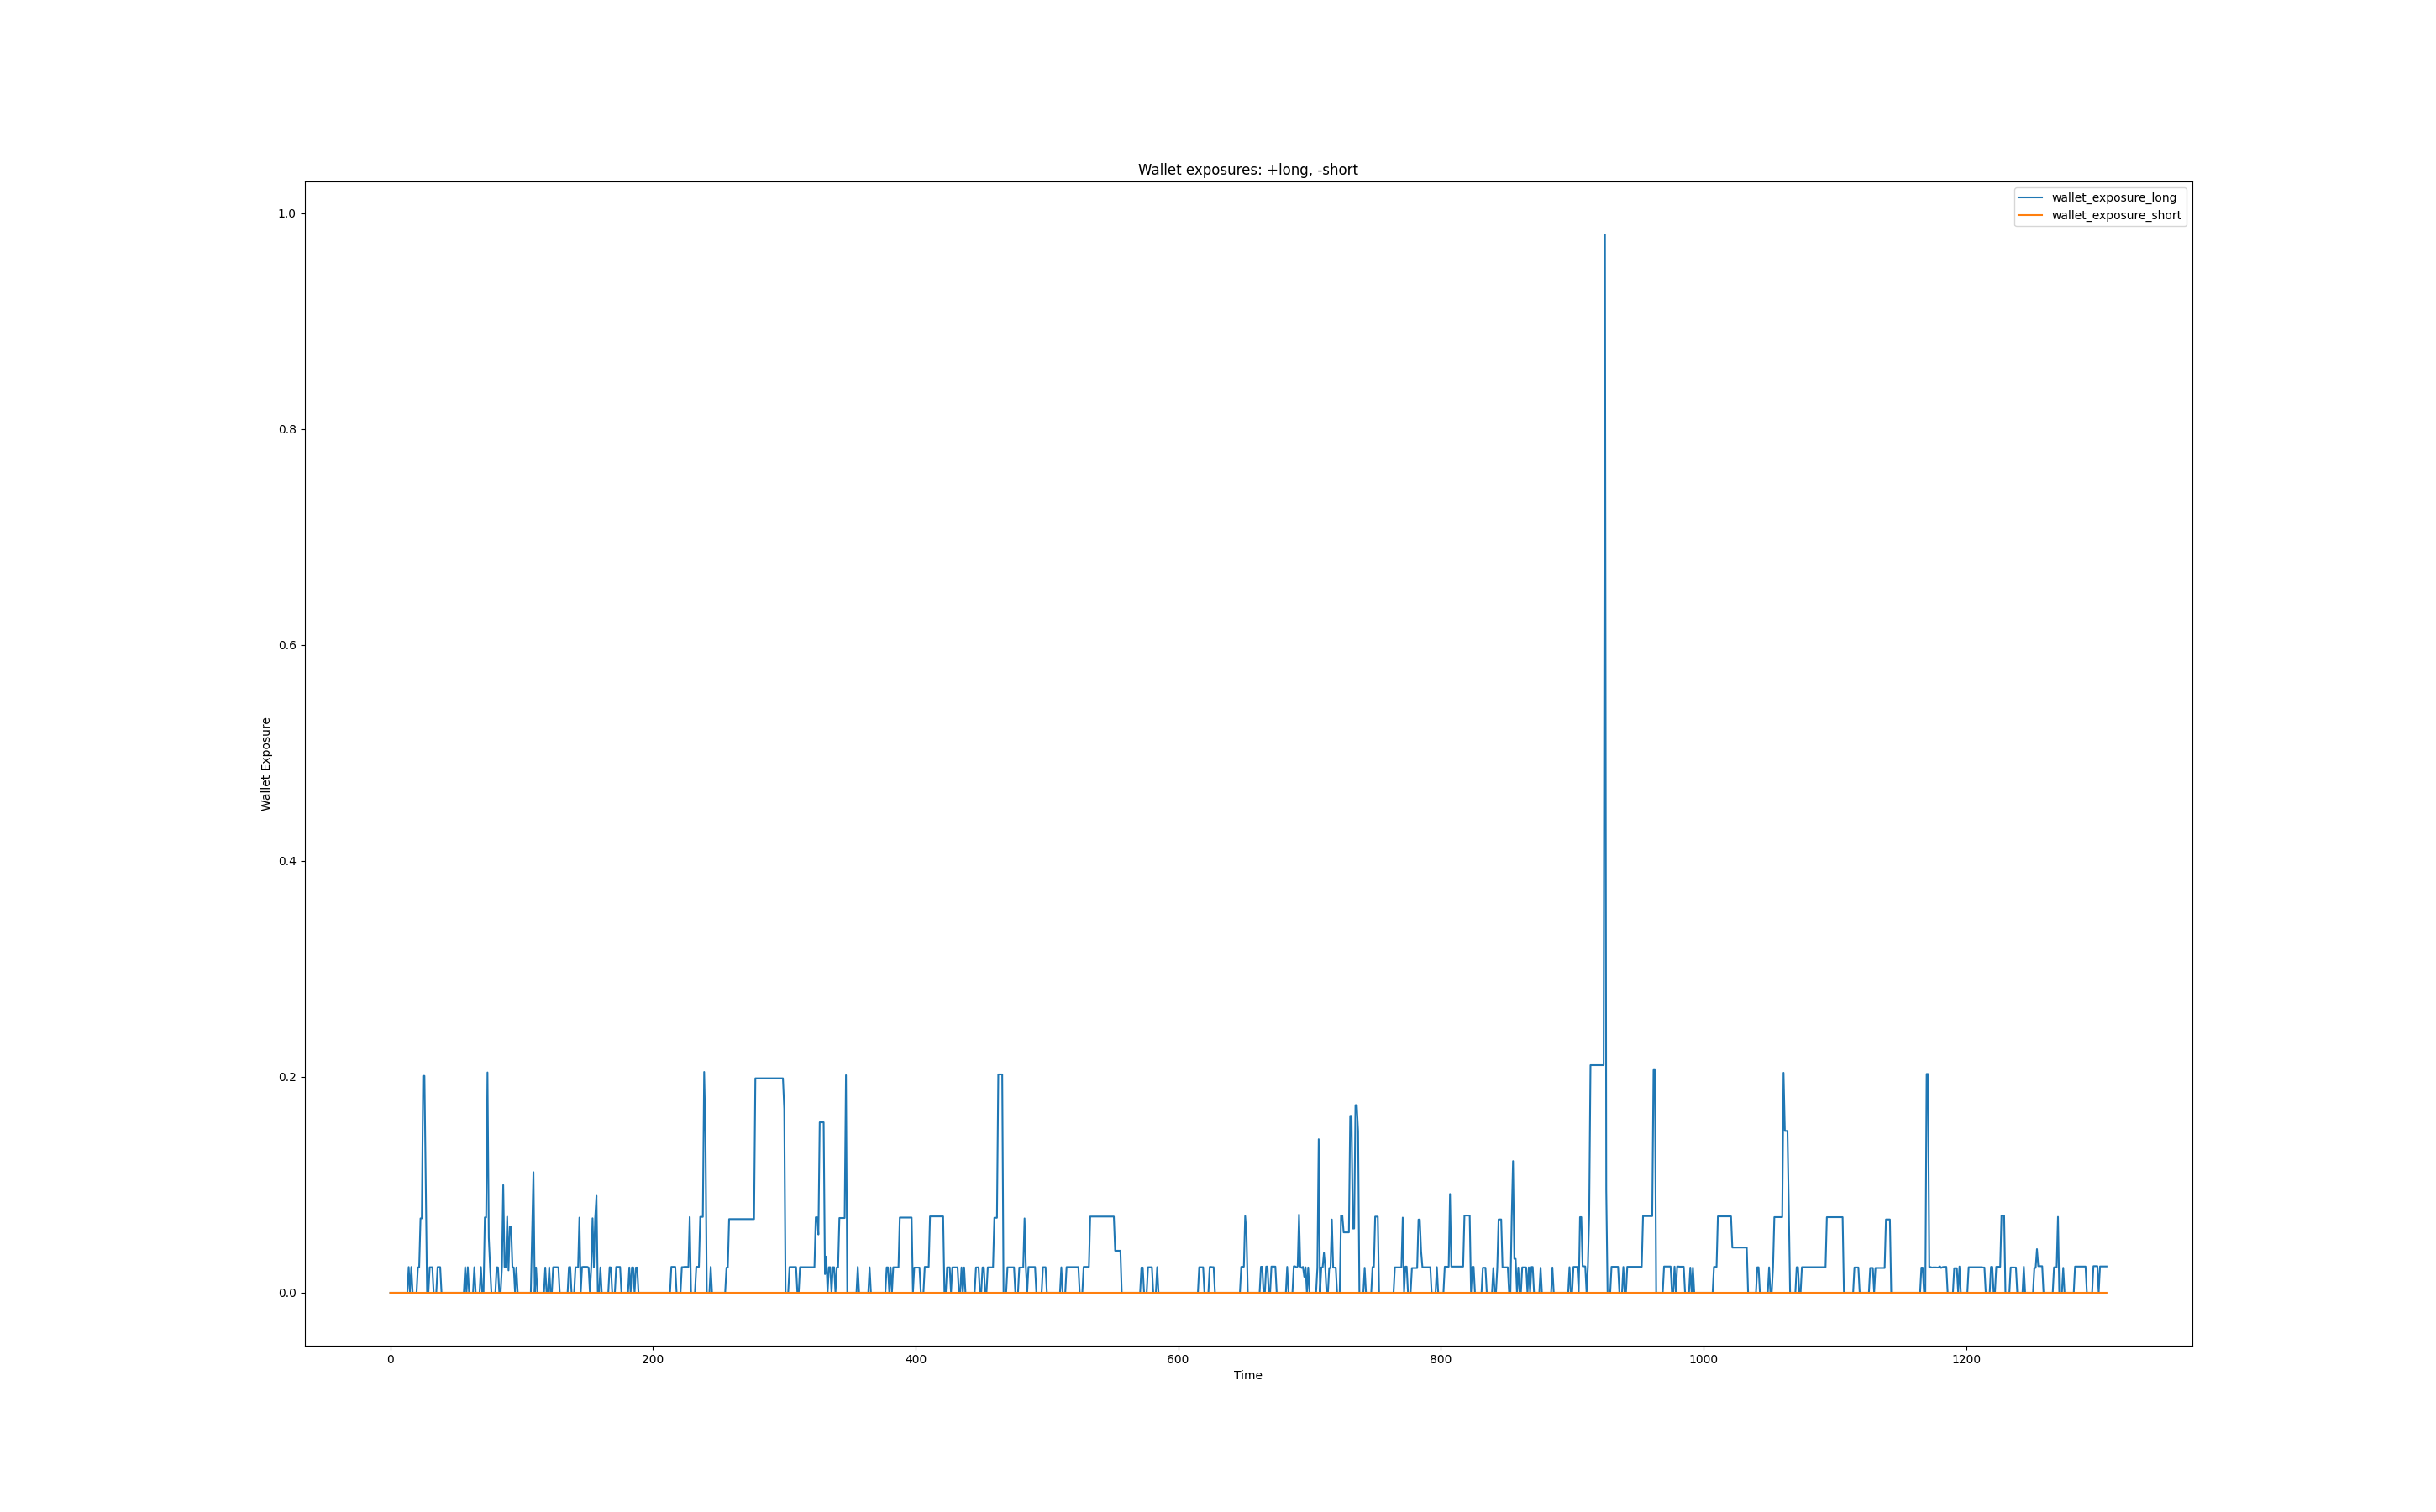 Wallet exposures: +long, -short
wallet_exposure_long
wallet_exposure_short
1.0
0.8
0.6
0.4
0.2
0.0
Wallet Exposure
0 200 400 600 800 1000 1200
Time